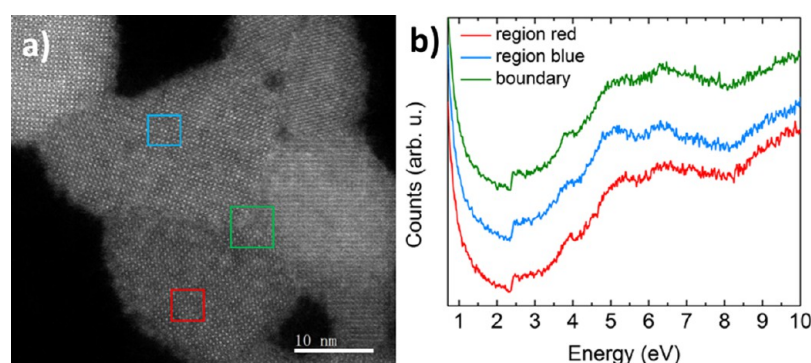 a)
10 nm
b)
region red
region blue
boundary
Counts (arb. u.)
1 2 3 4 5 6 7 8 9 10
Energy (eV)